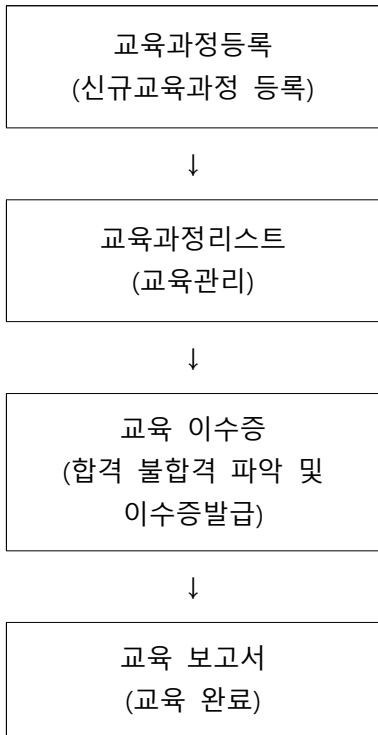 교육과정등록
(신규교육과정 등록)
↓
교육과정리스트
(교육관리)
↓
교육 이수증
(합격 불합격 파악 및
이수증발급)
↓
교육 보고서
(교육 완료)